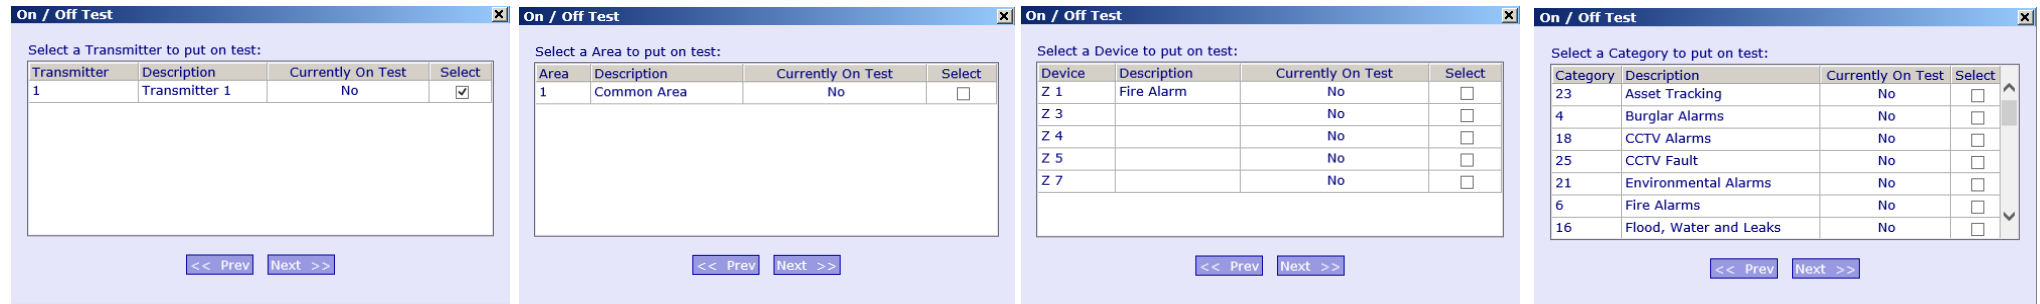 On / Off Test
Select a Transmitter to put on test:
Transmitter Description Currently On Test Select
1 Transmitter 1 No
<< Prev Next >>
On / Off Test
Select a Area to put on test:
Area Description Currently On Test Select
1 Common Area No
<< Prev Next >>
On / Off Test
Select a Device to put on test:
Device Description Currently On Test Select
Z 1 Fire Alarm No
Z 3 No
Z 4 No
Z 5 No
Z 7 No
<< Prev Next >>
On / Off Test
Select a Category to put on test:
Category Description Currently On Test Select
23 Asset Tracking No
4 Burglar Alarms No
18 CCTV Alarms No
25 CCTV Fault No
21 Environmental Alarms No
6 Fire Alarms No
16 Flood, Water and Leaks No
<< Prev Next >>